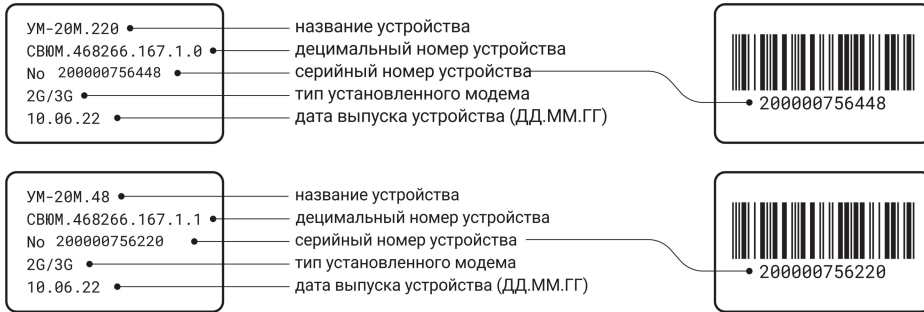 УМ-20М.220 название устройства
СВЮМ.468266.167.1.0 децимальный номер устройства
No 200000756448 серийный номер устройства 200000756448
2G/3G тип установленного модема
10.06.22 дата выпуска устройства (ДД.ММ.ГГ)
УМ-20М.48 название устройства
СВЮМ.468266.167.1.1 децимальный номер устройства
No 200000756220 серийный номер устройства 200000756220
2G/3G тип установленного модема
10.06.22 дата выпуска устройства (ДД.ММ.ГГ)